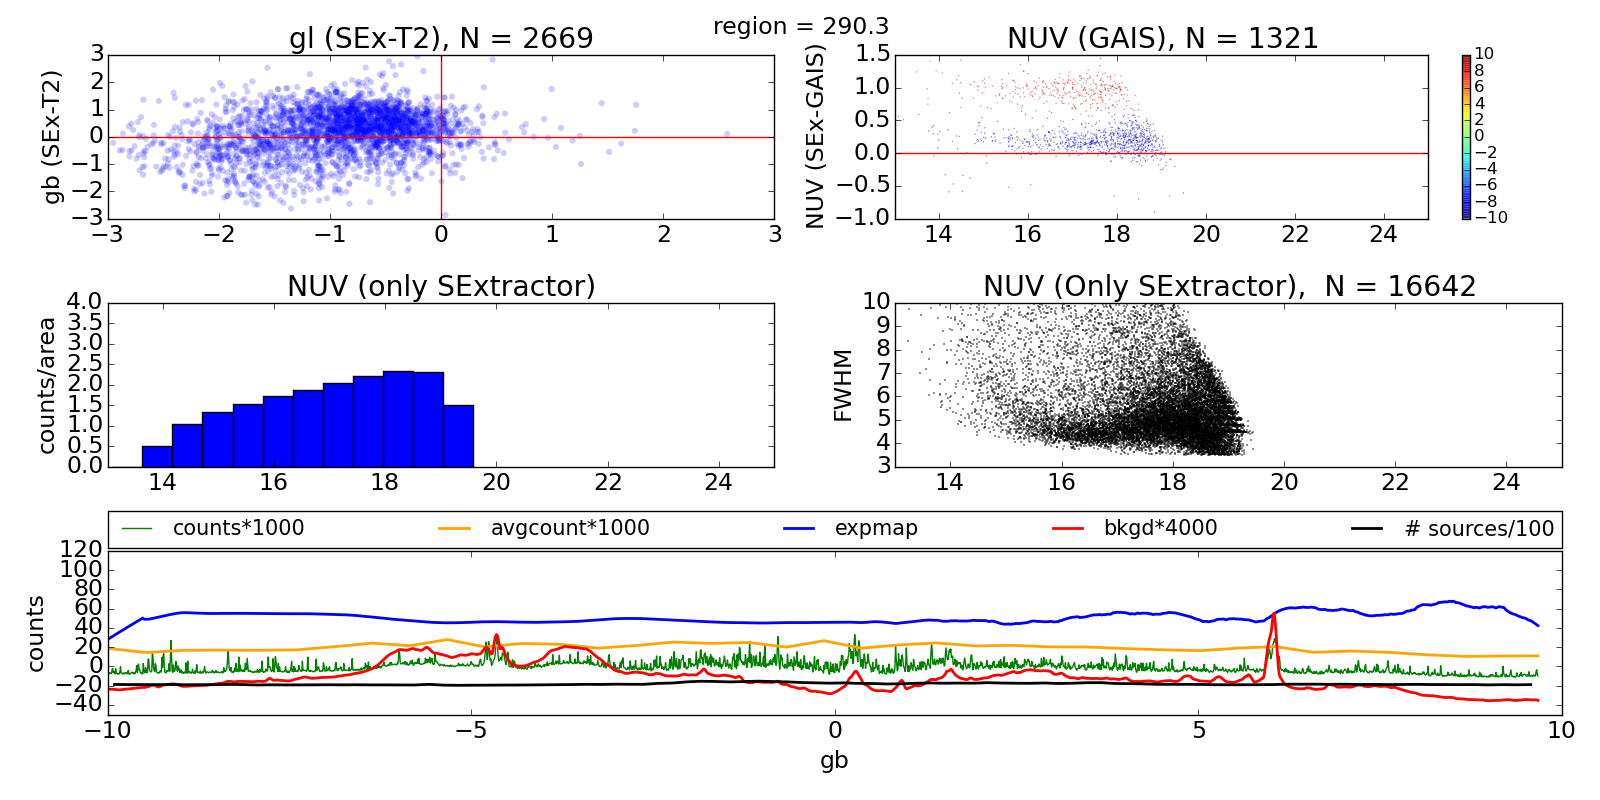 region = 290.3
gl (SEx-T2), N = 2669
gb (SEx-T2)
3
2
1
0
−1
−2
−3
−3 −2 −1 0 1 2 3
NUV (GAIS), N = 1321
NUV (SEx-GAIS)
1.5
1.0
0.5
0.0
−0.5
−1.0
14 16 18 20 22 24
10
8
6
4
2
0
−2
−4
−6
−8
−10
NUV (only SExtractor)
counts/area
4.0
3.5
3.0
2.5
2.0
1.5
1.0
0.5
0.0
14 16 18 20 22 24
NUV (Only SExtractor), N = 16642
FWHM
10
9
8
7
6
5
4
3
14 16 18 20 22 24
counts*1000 avgcount*1000 expmap bkgd*4000 # sources/100
counts
120
100
80
60
40
20
0
−20
−40
−10 −5 0 5 10
gb